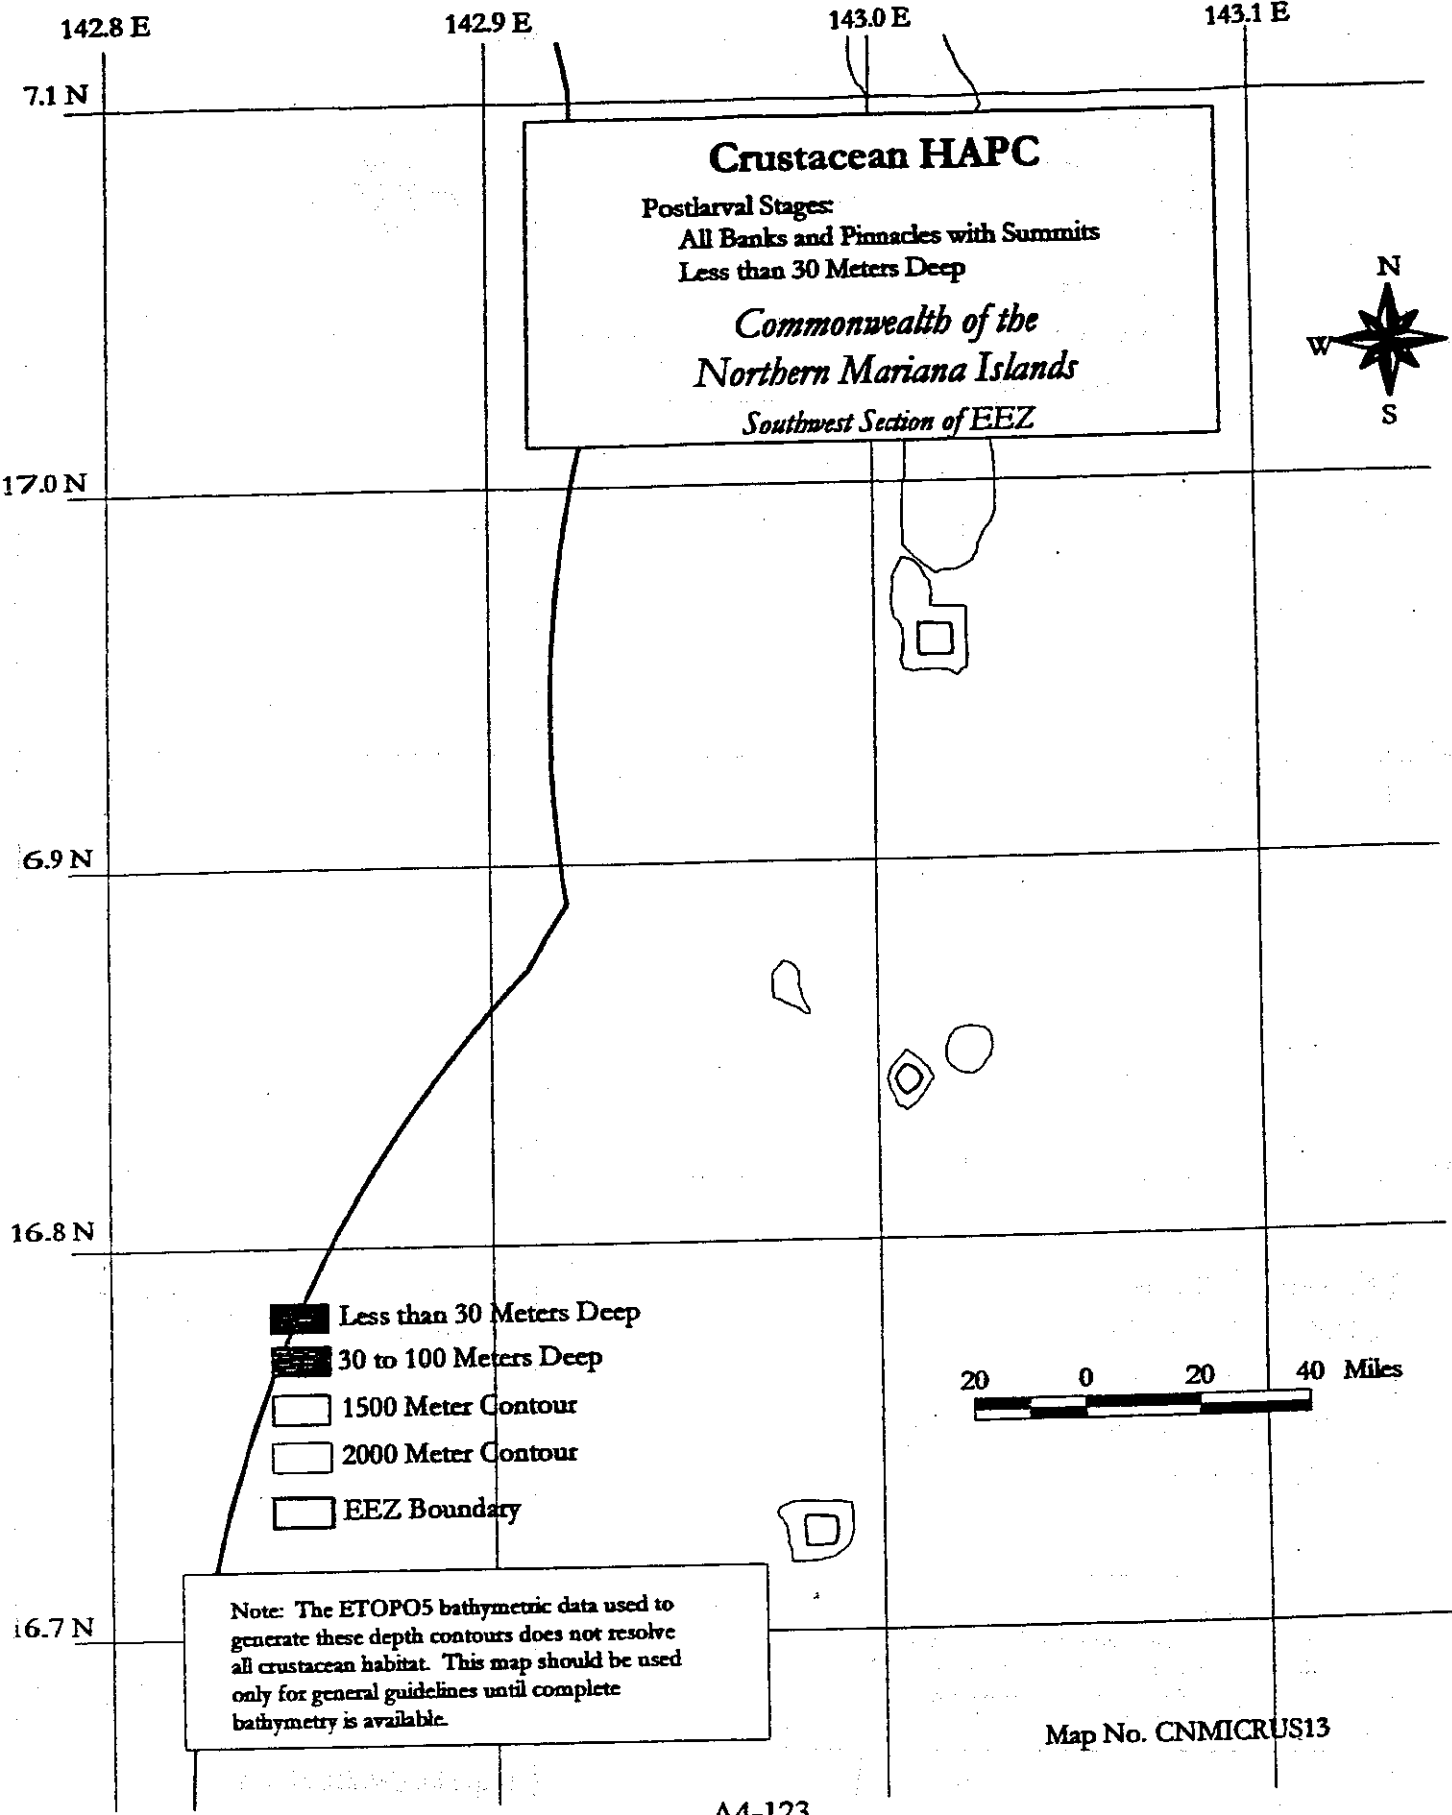 142.8 E
142.9 E
143.0 E
143.1 E
7.1 N
Crustacean HAPC
Postlarval Stages:
All Banks and Pinnacles with Summits
Less than 30 Meters Deep
Commonwealth of the
Northern Mariana Islands
Southwest Section of EEZ
N
W
S
17.0 N
6.9 N
16.8 N
Less than 30 Meters Deep
30 to 100 Meters Deep
1500 Meter Contour
2000 Meter Contour
EEZ Boundary
20 0 20 40 Miles
16.7 N
Note: The ETOPO5 bathymetric data used to
generate these depth contours does not resolve
all crustacean habitat. This map should be used
only for general guidelines until complete
bathymetry is available.
Map No. CNMICRUS13
A4-123